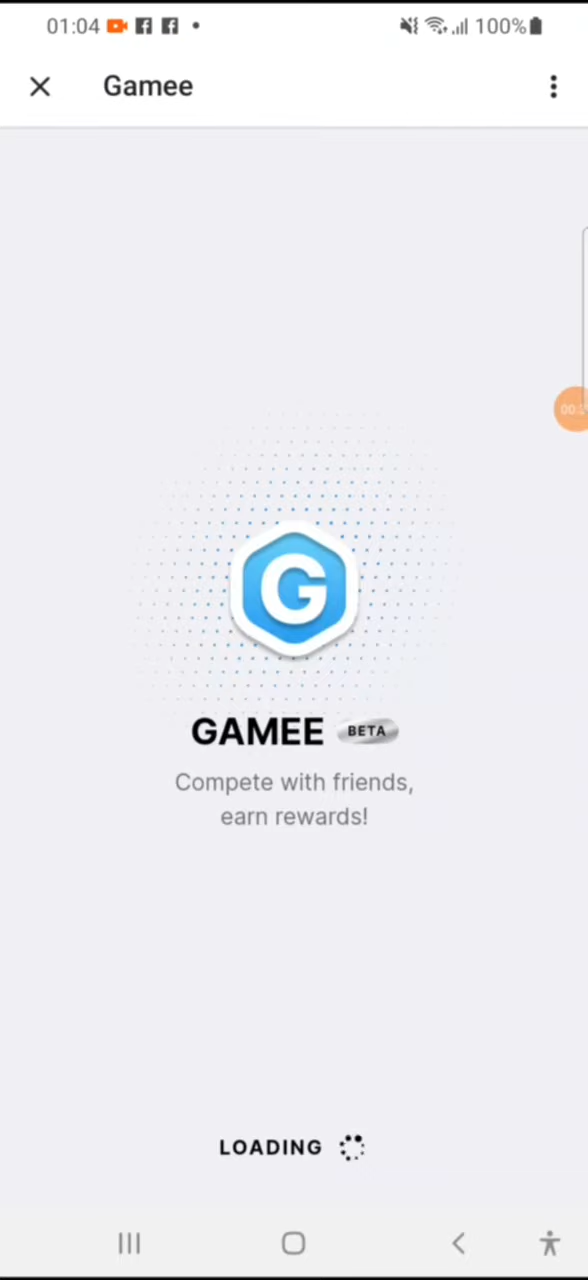 01:04 100%
Gamee
G
GAMEE BETA
Compete with friends,
earn rewards!
LOADING